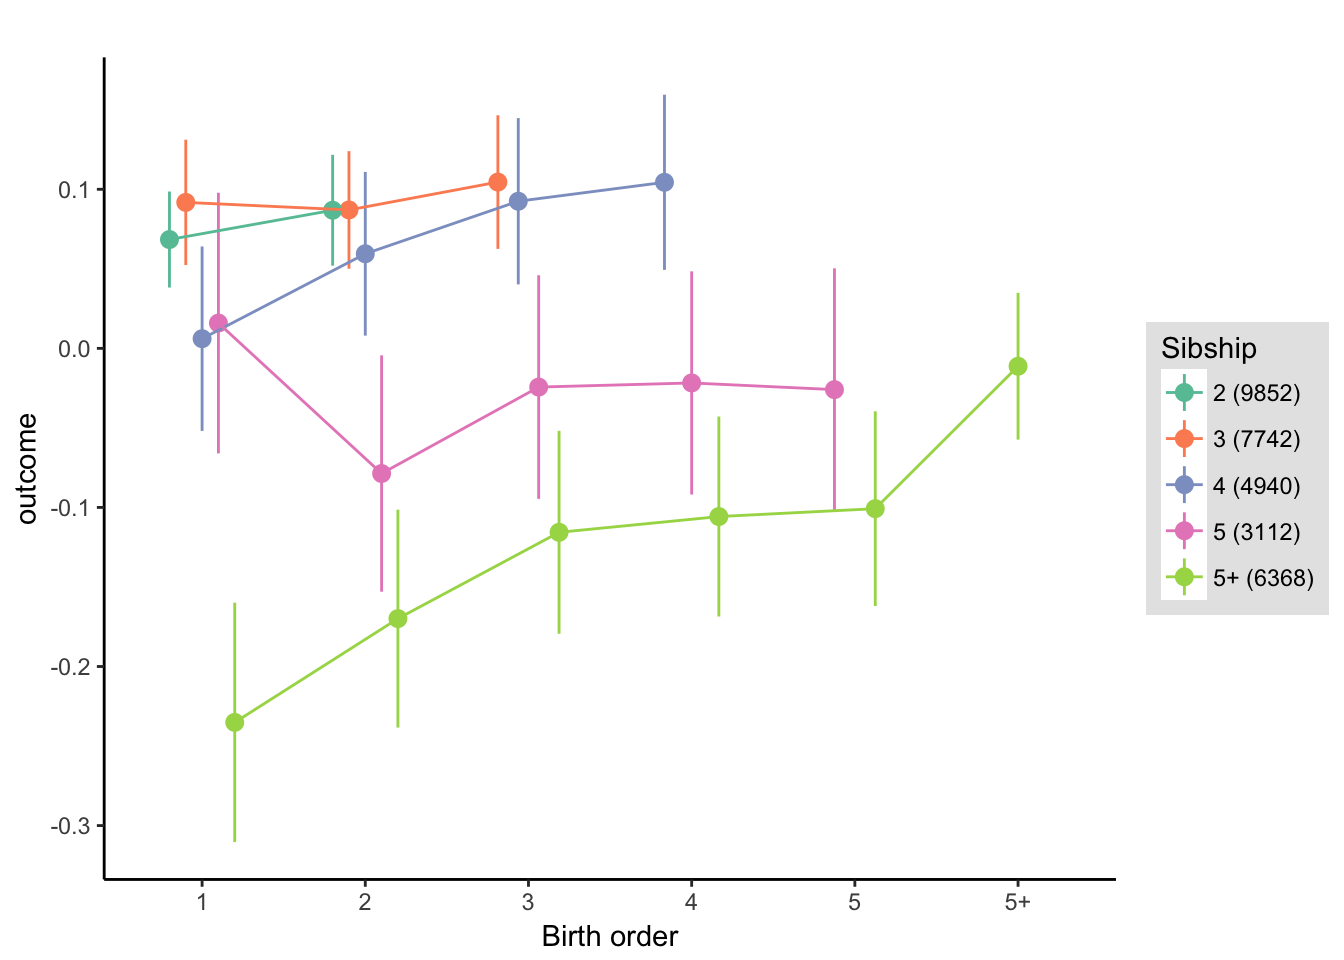 0.1
0.0
-0.1
-0.2
-0.3
outcome
1 2 3 4 5 5+
Birth order
Sibship
2 (9852)
3 (7742)
4 (4940)
5 (3112)
5+ (6368)